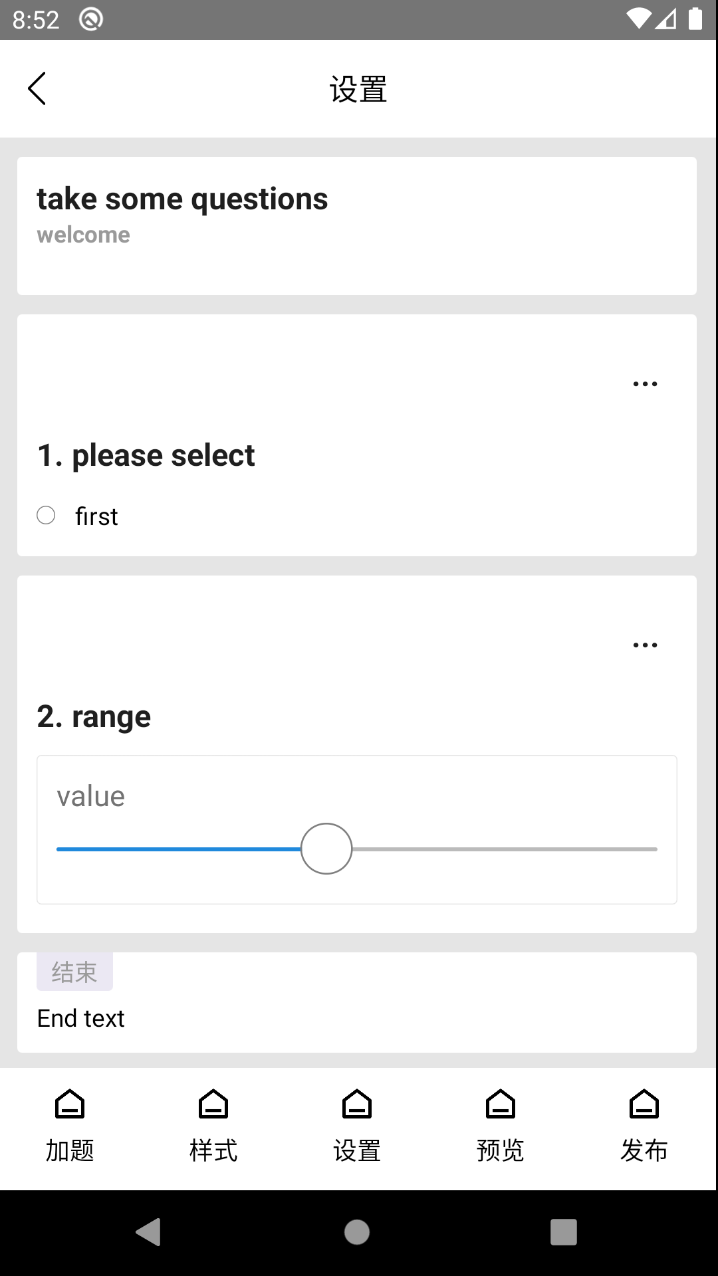 8:52
设置
take some questions
welcome
1. please select
first
2. range
value
结束
End text
加题 样式 设置 预览 发布